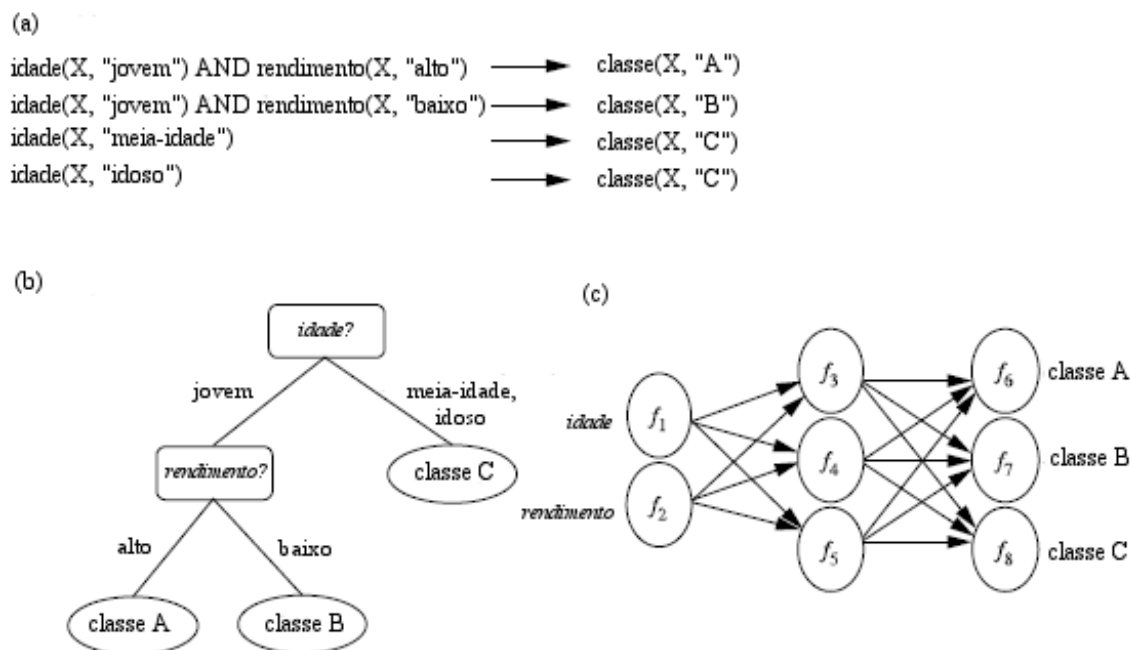 (a)
idade(X, "jovem") AND rendimento(X, "alto") classe(X, "A")
idade(X, "jovem") AND rendimento(X, "baixo") classe(X, "B")
idade(X, "meia-idade") classe(X, "C")
idade(X, "idoso") classe(X, "C")
(b)
idade?
jovem
meia-idade,
idoso
rendimento?
classe C
alto
baixo
classe A
classe B
(c)
idade
rendimento
f1
f2
f3
f4
f5
f6
f7
f8
classe A
classe B
classe C